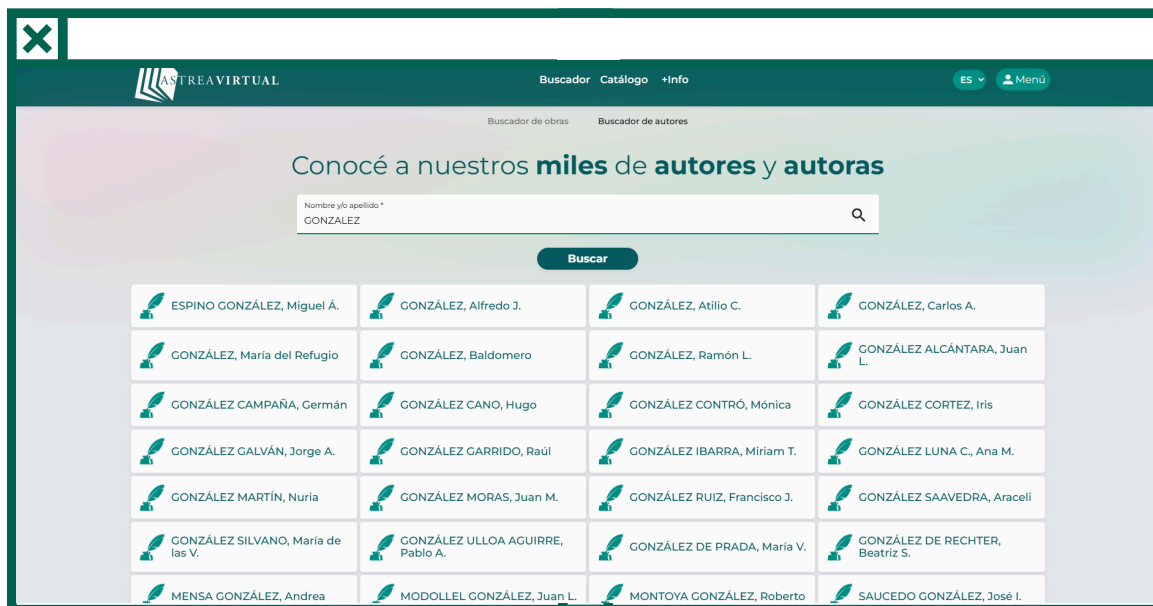 ASTREAVIRTUAL
Buscador Catálogo +Info
ES
Menú
Buscador de obras Buscador de autores
Conocé a nuestros miles de autores y autoras
Nombre y/o apellido *
GONZALEZ
Buscar
ESPINO GONZÁLEZ, Miguel Á.
GONZÁLEZ, Alfredo J.
GONZÁLEZ, Atilio C.
GONZÁLEZ, Carlos A.
GONZÁLEZ, María del Refugio
GONZÁLEZ, Baldomero
GONZÁLEZ, Ramón L.
GONZÁLEZ ALCÁNTARA, Juan
L.
GONZÁLEZ CAMPAÑA, Germán
GONZÁLEZ CANO, Hugo
GONZÁLEZ CONTRÓ, Mónica
GONZÁLEZ CORTEZ, Iris
GONZÁLEZ GALVÁN, Jorge A.
GONZÁLEZ GARRIDO, Raúl
GONZÁLEZ IBARRA, Miriam T.
GONZÁLEZ LUNA C., Ana M.
GONZÁLEZ MARTÍN, Nuria
GONZÁLEZ MORAS, Juan M.
GONZÁLEZ RUIZ, Francisco J.
GONZÁLEZ SAAVEDRA, Araceli
GONZÁLEZ SILVANO, María de
las V.
GONZÁLEZ ULLOA AGUIRRE,
Pablo A.
GONZÁLEZ DE PRADA, María V.
GONZÁLEZ DE RECHTER,
Beatriz S.
MENSA GONZÁLEZ, Andrea
MODOLLEL GONZÁLEZ, Juan L.
MONTOYA GONZÁLEZ, Roberto
SAUCEDO GONZÁLEZ, José I.